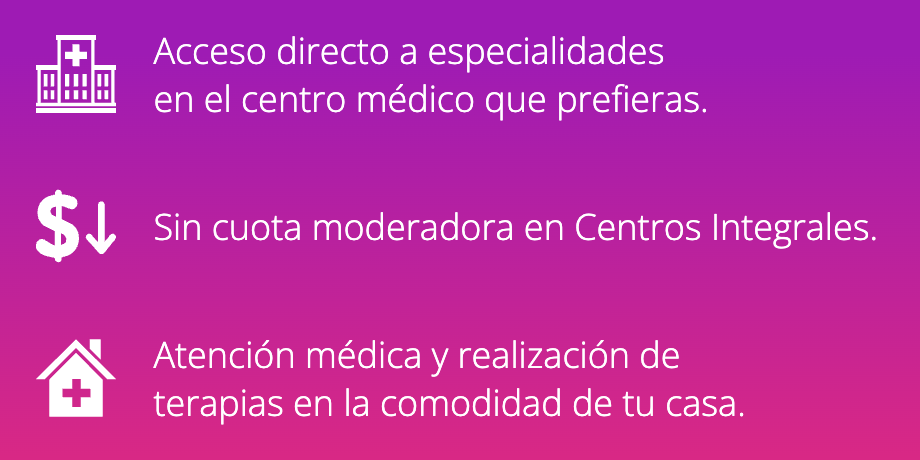 Acceso directo a especialidades
en el centro médico que prefieras.
Sin cuota moderadora en Centros Integrales.
Atención médica y realización de
terapias en la comodidad de tu casa.